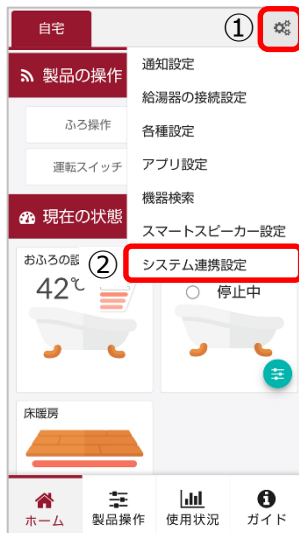 自宅
①
製品の操作
ふろ操作
運転スイッチ
現在の状態
通知設定
給湯器の接続設定
各種設定
アプリ設定
機器検索
スマートスピーカー設定
②
システム連携設定
おふろの設
42℃
停止中
床暖房
ホーム
製品操作
使用状況
ガイド